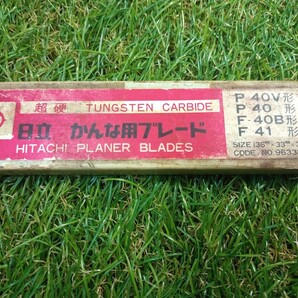 超硬 TUNGSTEN CARBIDE
日立 かんな用ブレード
HITACHI PLANER BLADES
P 40V形
P 40 形
F-40B形
F 41 形
SIZE 136
CODE NO.9633